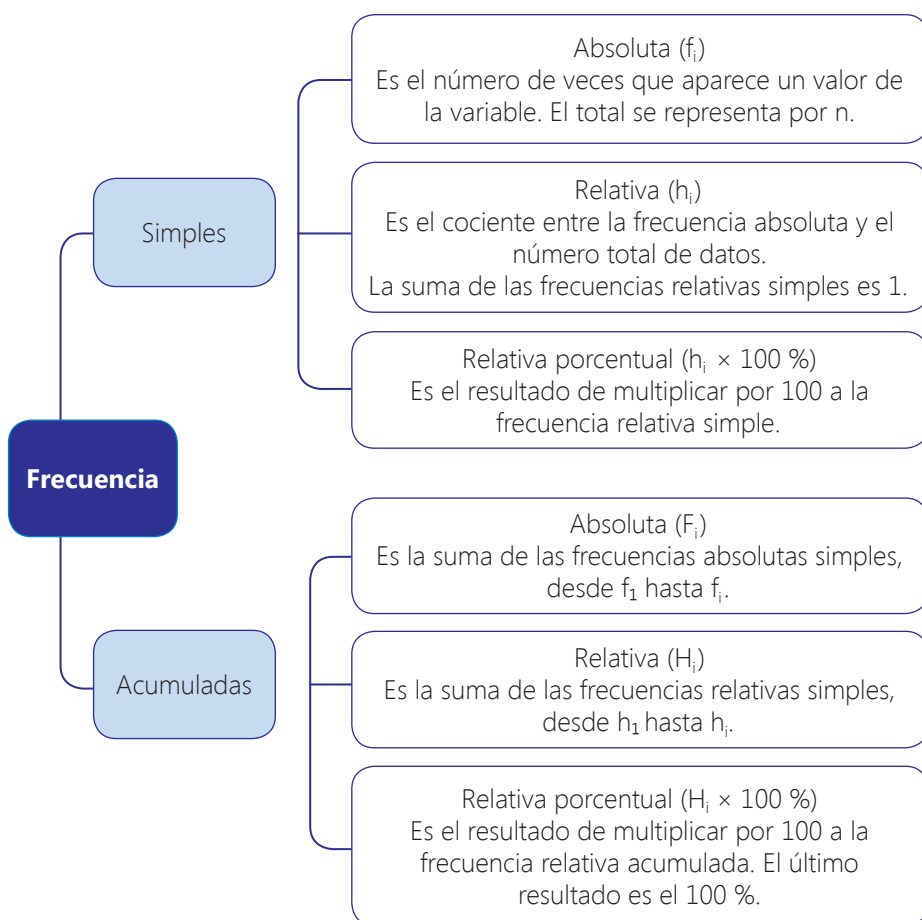 Frecuencia
Simples
Absoluta (fᵢ)
Es el número de veces que aparece un valor de
la variable. El total se representa por n.
Relativa (hᵢ)
Es el cociente entre la frecuencia absoluta y el
número total de datos.
La suma de las frecuencias relativas simples es 1.
Relativa porcentual (hᵢ × 100 %)
Es el resultado de multiplicar por 100 a la
frecuencia relativa simple.
Acumuladas
Absoluta (Fᵢ)
Es la suma de las frecuencias absolutas simples,
desde f₁ hasta fᵢ.
Relativa (Hᵢ)
Es la suma de las frecuencias relativas simples,
desde h₁ hasta hᵢ.
Relativa porcentual (Hᵢ × 100 %)
Es el resultado de multiplicar por 100 a la
frecuencia relativa acumulada. El último
resultado es el 100 %.